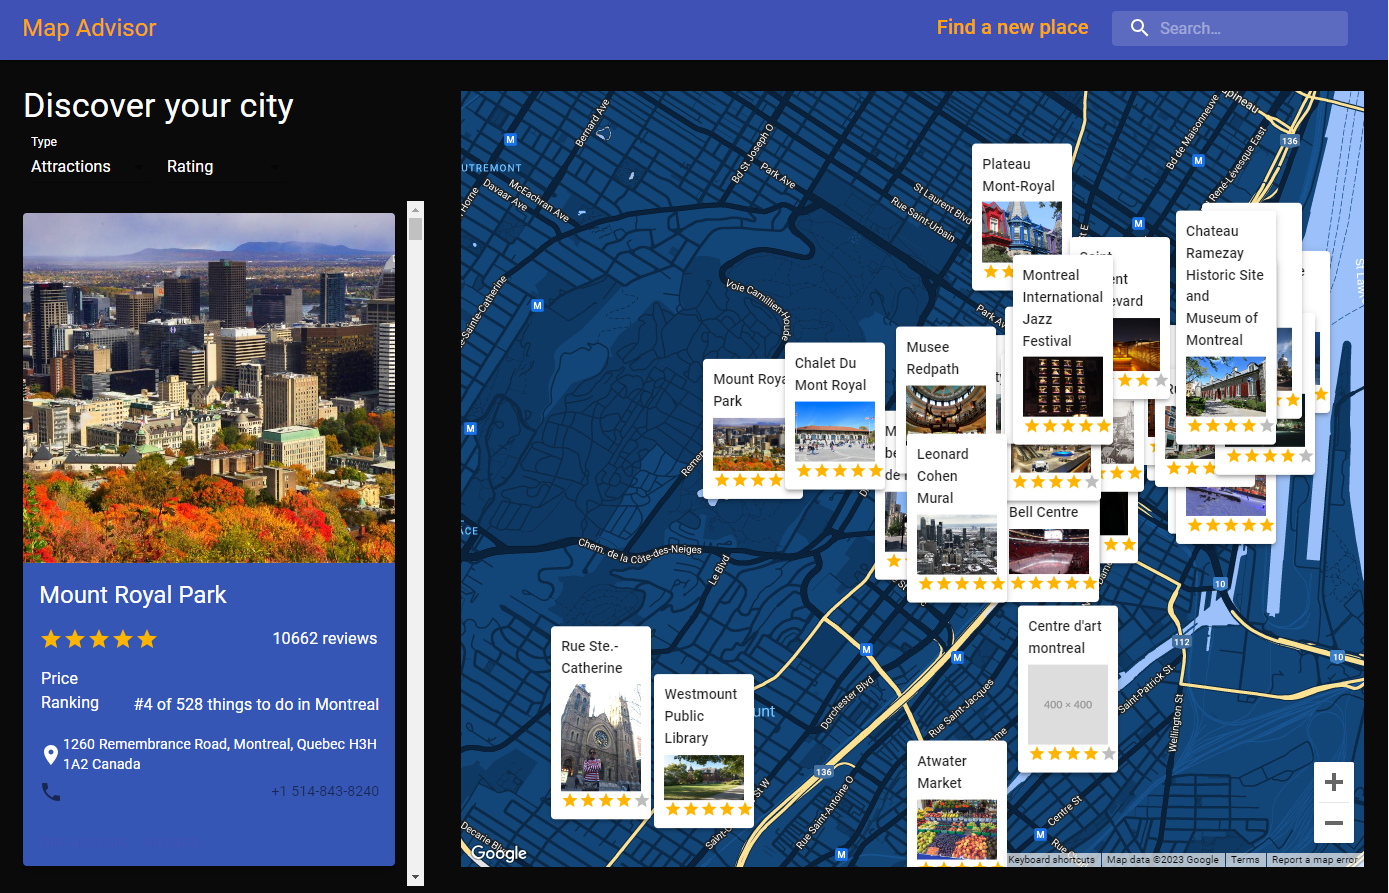 Map Advisor
Find a new place
Search...
Discover your city
Type
Attractions
Rating
Mount Royal Park
10662 reviews
Price
Ranking
#4 of 528 things to do in Montreal
1260 Remembrance Road, Montreal, Quebec H3H
1A2 Canada
+1 514-843-8240
Bernard Ave
Bd St Joseph O
Park Ave
McEachran Ave
Davaar Ave
UTREMONT
St Laurent Blvd
Rue Saint-Urbain
Bd de Maisonneuve
René-Lévesque East
136
M
M
M
M
M
Voie Camillien-Houde
Plateau
Mont-Royal
Chateau
Ramezay
Historic Site
and
Museum of
Montreal
Montreal
International
Jazz
Festival
Musee
Redpath
Chalet Du
Mont Royal
Mount Roya
Park
Leonard
Cohen
Mural
Bell Centre
Chem. de la Côte-des-Neiges
Le Blvd
10
112
10
M
M
Rue Ste.-
Catherine
Westmount
Public
Library
Centre d'art
montreal
400 × 400
Dorchester Blvd
Rue Saint-Jacques
Saint-Patrick St.
Wellington St
Atwater
Market
136
Rue Saint-Antoine O
Centre St
M
M
Decarie Bl
Google
Keyboard shortcuts
Map data ©2023 Google
Terms
Report a map error